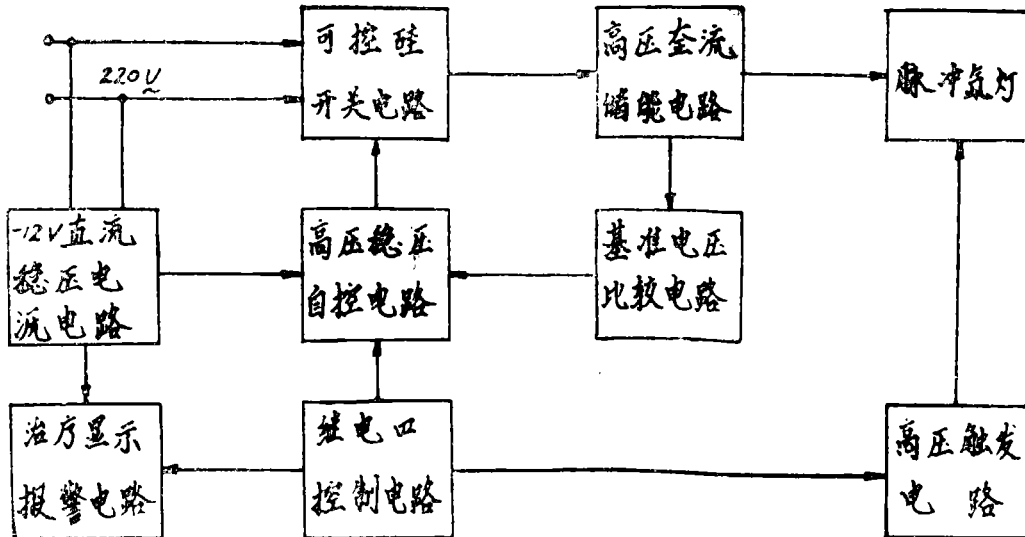 220V
~
可控硅
开关电路
高压整流
储能电路
脉冲氙灯
-12V直流
稳压电
源电路
高压稳压
自控电路
基准电压
比较电路
治疗显示
报警电路
继电口
控制电路
高压触发
电路